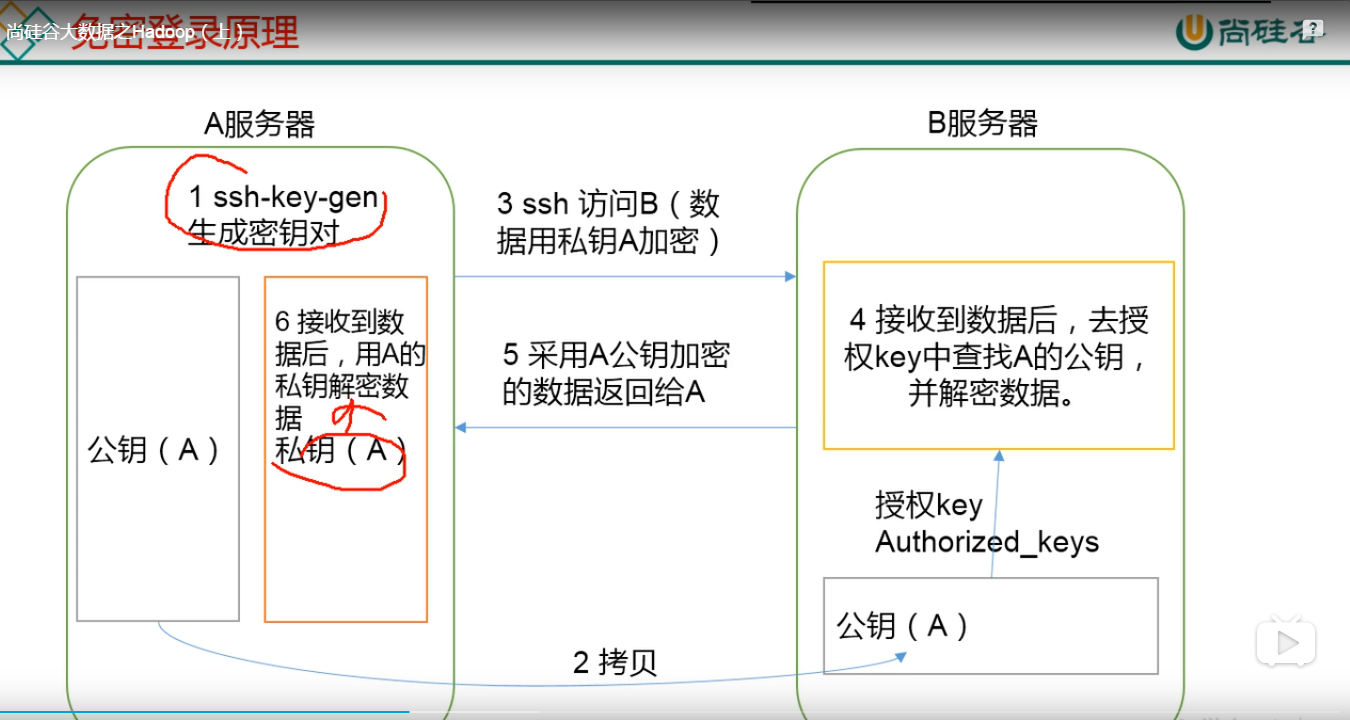 尚硅谷大数据之Hadoop（上）
免密登录原理
尚硅谷
?
A服务器
B服务器
1 ssh-key-gen
生成密钥对
3 ssh 访问B（数
据用私钥A加密）
6 接收到数
据后，用A的
私钥解密数
据
私钥（A）
公钥（A）
5 采用A公钥加密
的数据返回给A
4 接收到数据后，去授
权key中查找A的公钥，
并解密数据。
授权key
Authorized_keys
公钥（A）
2 拷贝